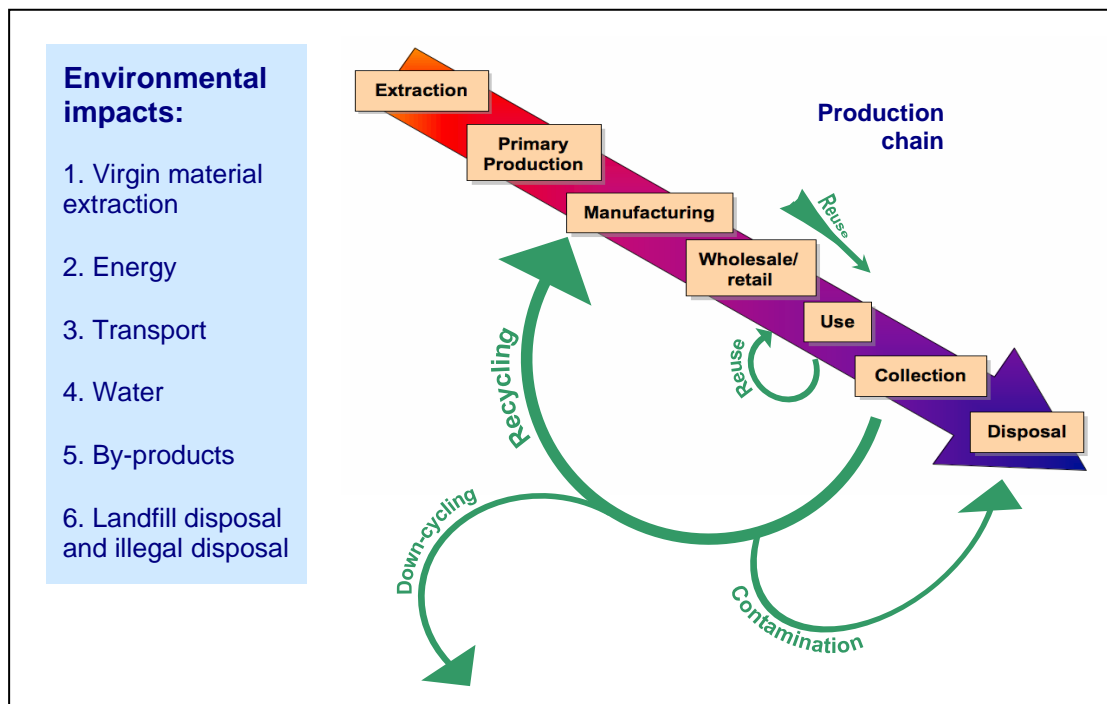 Environmental
impacts:
1. Virgin material
extraction
2. Energy
3. Transport
4. Water
5. By-products
6. Landfill disposal
and illegal disposal
Production
chain
Extraction
Primary
Production
Manufacturing
Wholesale/
retail
Use
Collection
Disposal
Reuse
Reuse
Recycling
Down-cycling
Contamination